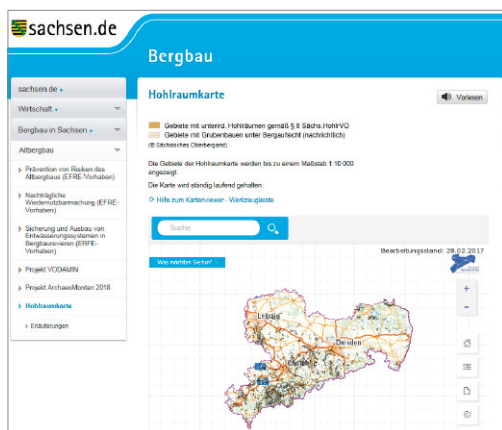 sachsen.de
Bergbau
sachsen.de
Wirtschaft
Bergbau in Sachsen
Altbergbau
Prävention von Risiken des
Altbergbaus (EFRE-Vorhaben)
Nachträgliche
Wiedernutzbarmachung (EFRE-
Vorhaben)
Sicherung und Ausbau von
Entwässerungssystemen in
Bergbaurevieren (EFRE-
Vorhaben)
Projekt VODAMIN
Projekt ArchaeoMontan 2018
Hohlraumkarte
Erläuterungen
Hohlraumkarte
Vorlesen
Gebiete mit unterird. Hohlräumen gemäß § 8 Sächs.HohlrVO
Gebiete mit Grubenbauen unter Bergaufsicht (nachrichtlich)
(© Sächsisches Oberbergamt)
Die Gebiete der Hohlraumkarte werden bis zu einem Maßstab 1:10 000
angezeigt.
Die Karte wird ständig laufend gehalten.
Hilfe zum Kartenviewer - Werkzeugleiste
Suche
Bearbeitungsstand: 28.02.2017
Was möchten Sie tun?
+
-
Leipzig
Dresden
Chemnitz
©